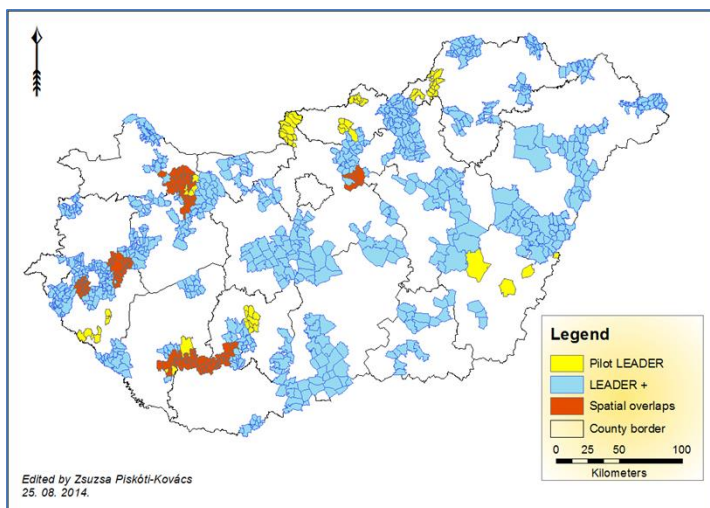 Legend
Pilot LEADER
LEADER +
Spatial overlaps
County border
0 25 50 100
Kilometers
Edited by Zsuzsa Piskóti-Kovács
25. 08. 2014.